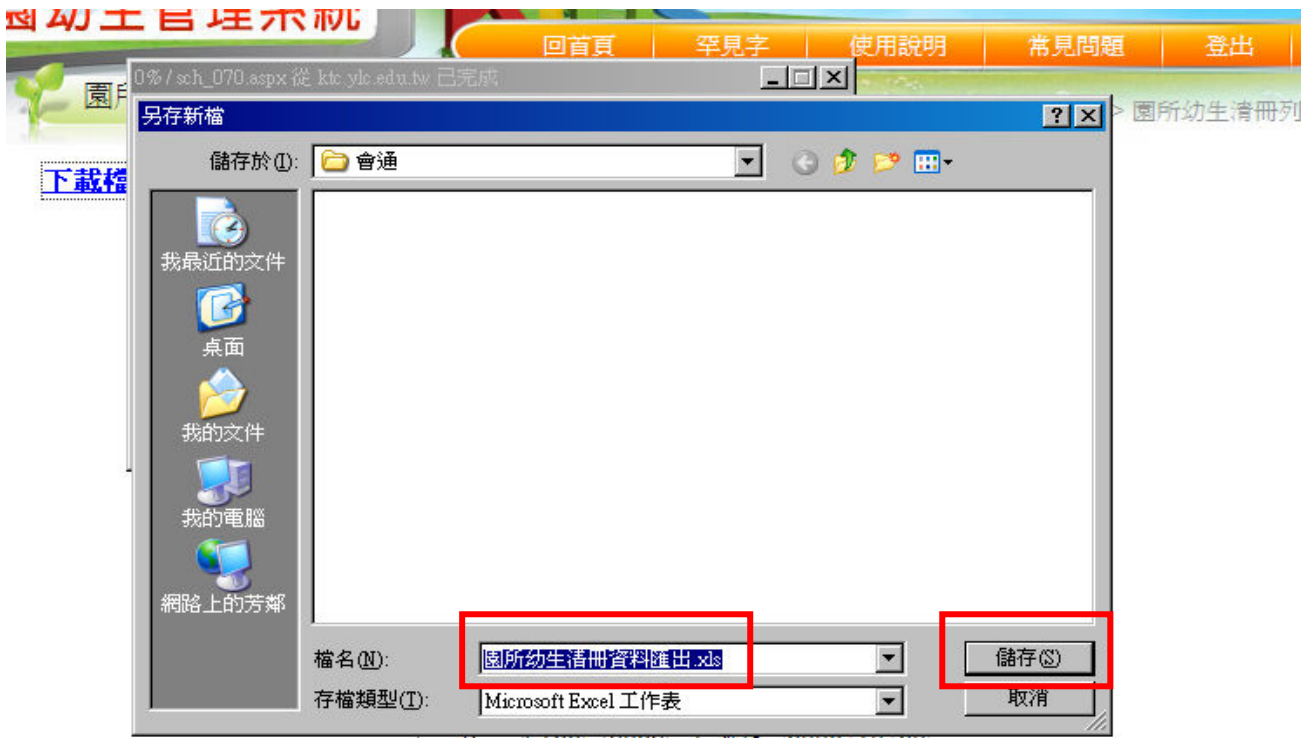 幼生管理系統
回首頁
罕見字
使用說明
常見問題
登出
0% / sch_070.aspx 從 ktc.ylc.edu.tw 已完成
園所
> 園所幼生清冊列
另存新檔
儲存於(I):
會通
下載檔
我最近的文件
桌面
我的文件
我的電腦
網路上的芳鄰
檔名(N):
園所幼生清冊資料匯出.xls
儲存(S)
存檔類型(T):
Microsoft Excel 工作表
取消